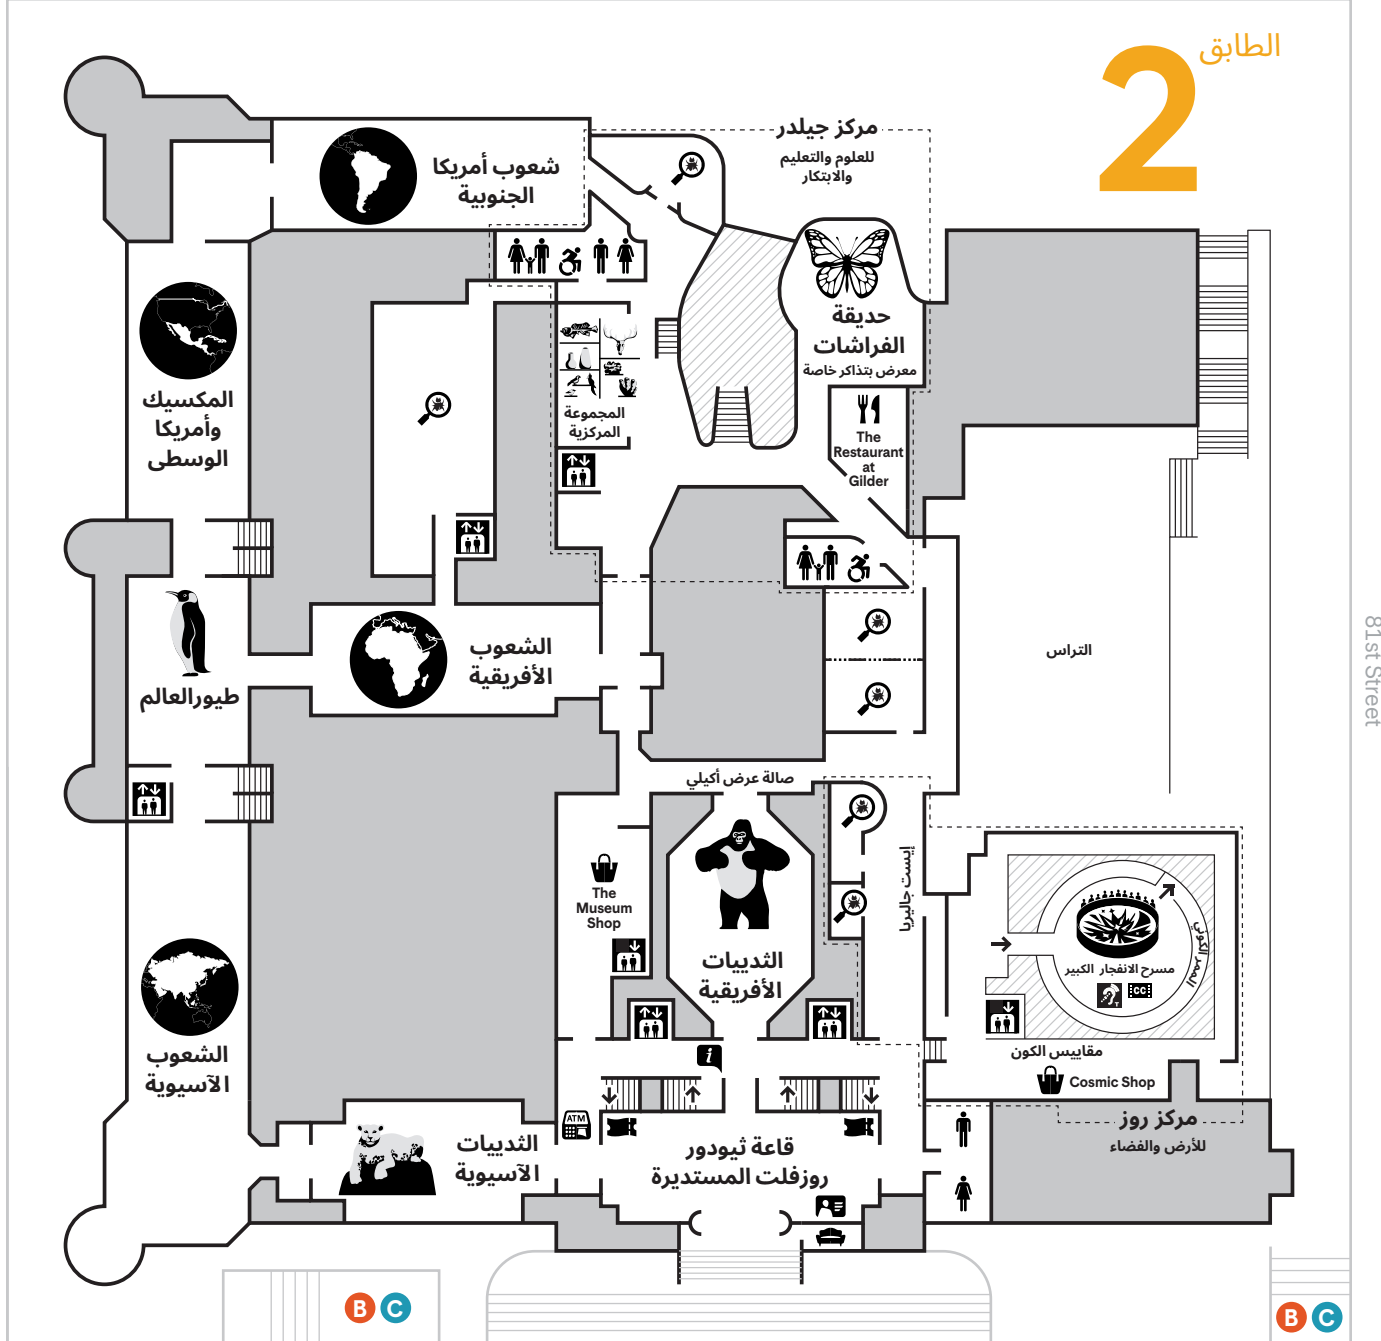 الطابق
2
مركز جيلدر
للعلوم والتعليم
والابتكار
شعوب أمريكا
الجنوبية
حديقة
الفراشات
معرض بتذاكر خاصة
المكسيك
وأمريكا
الوسطى
المجموعة
المركزية
The
Restaurant
at
Gilder
الشعوب
الأفريقية
طيورالعالم
التراس
81st Street
صالة عرض أكيلي
إيست جاليريا
The
Museum
Shop
الثدييات
الأفريقية
الممر الكوني
مسرح الانفجار الكبير
T
CC
مقاييس الكون
Cosmic Shop
الشعوب
الآسيوية
i
ATM
الثدييات
الآسيوية
قاعة ثيودور
روزفلت المستديرة
مركز روز
للأرض والفضاء
B C
B C